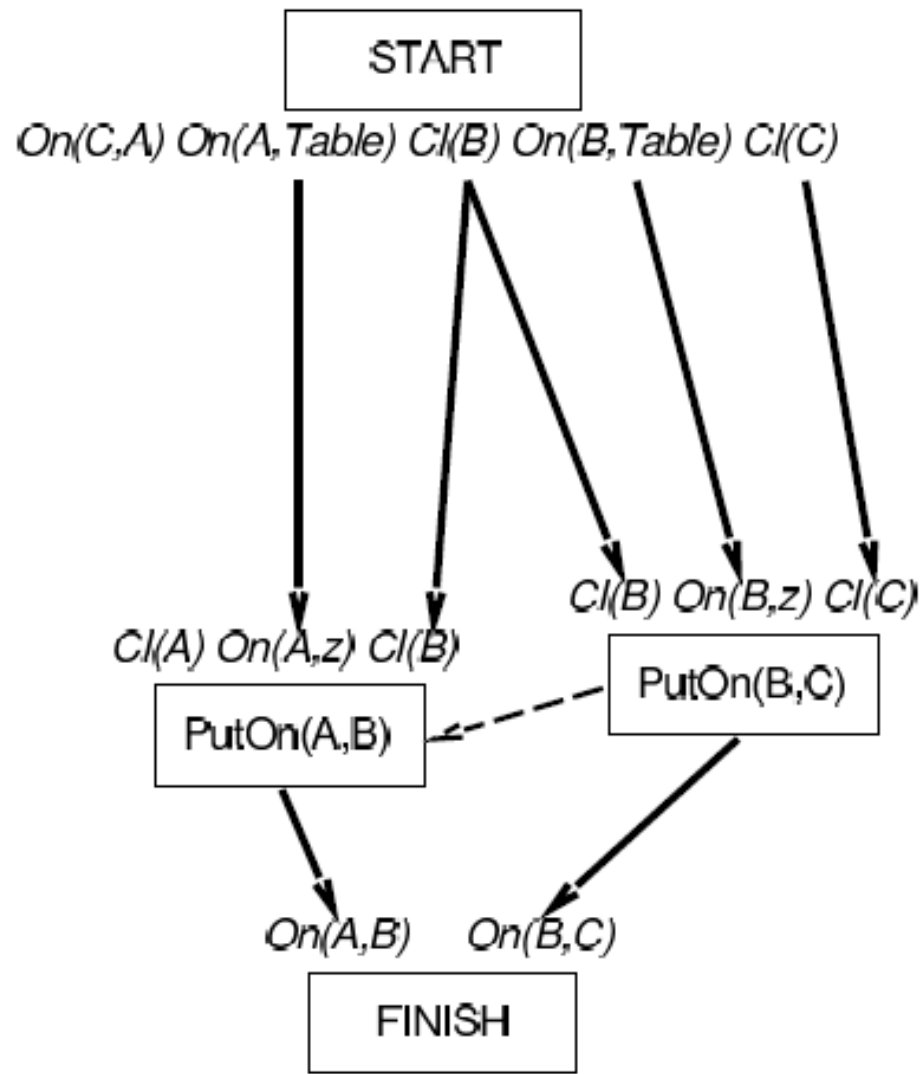 START
On(C,A) On(A,Table) Cl(B) On(B,Table) Cl(C)
Cl(B) On(B,z) Cl(C)
Cl(A) On(A,z) Cl(B)
PutOn(B,C)
PutOn(A,B)
On(A,B) On(B,C)
FINISH